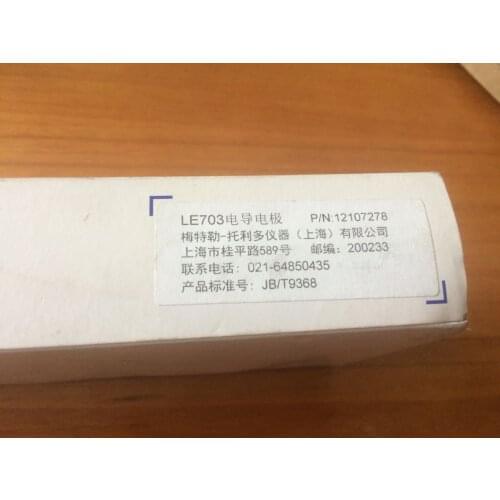 LE703电导电极 P/N:12107278
梅特勒-托利多仪器（上海）有限公司
上海市桂平路589号 邮编：200233
联系电话：021-64850435
产品标准号：JB/T9368